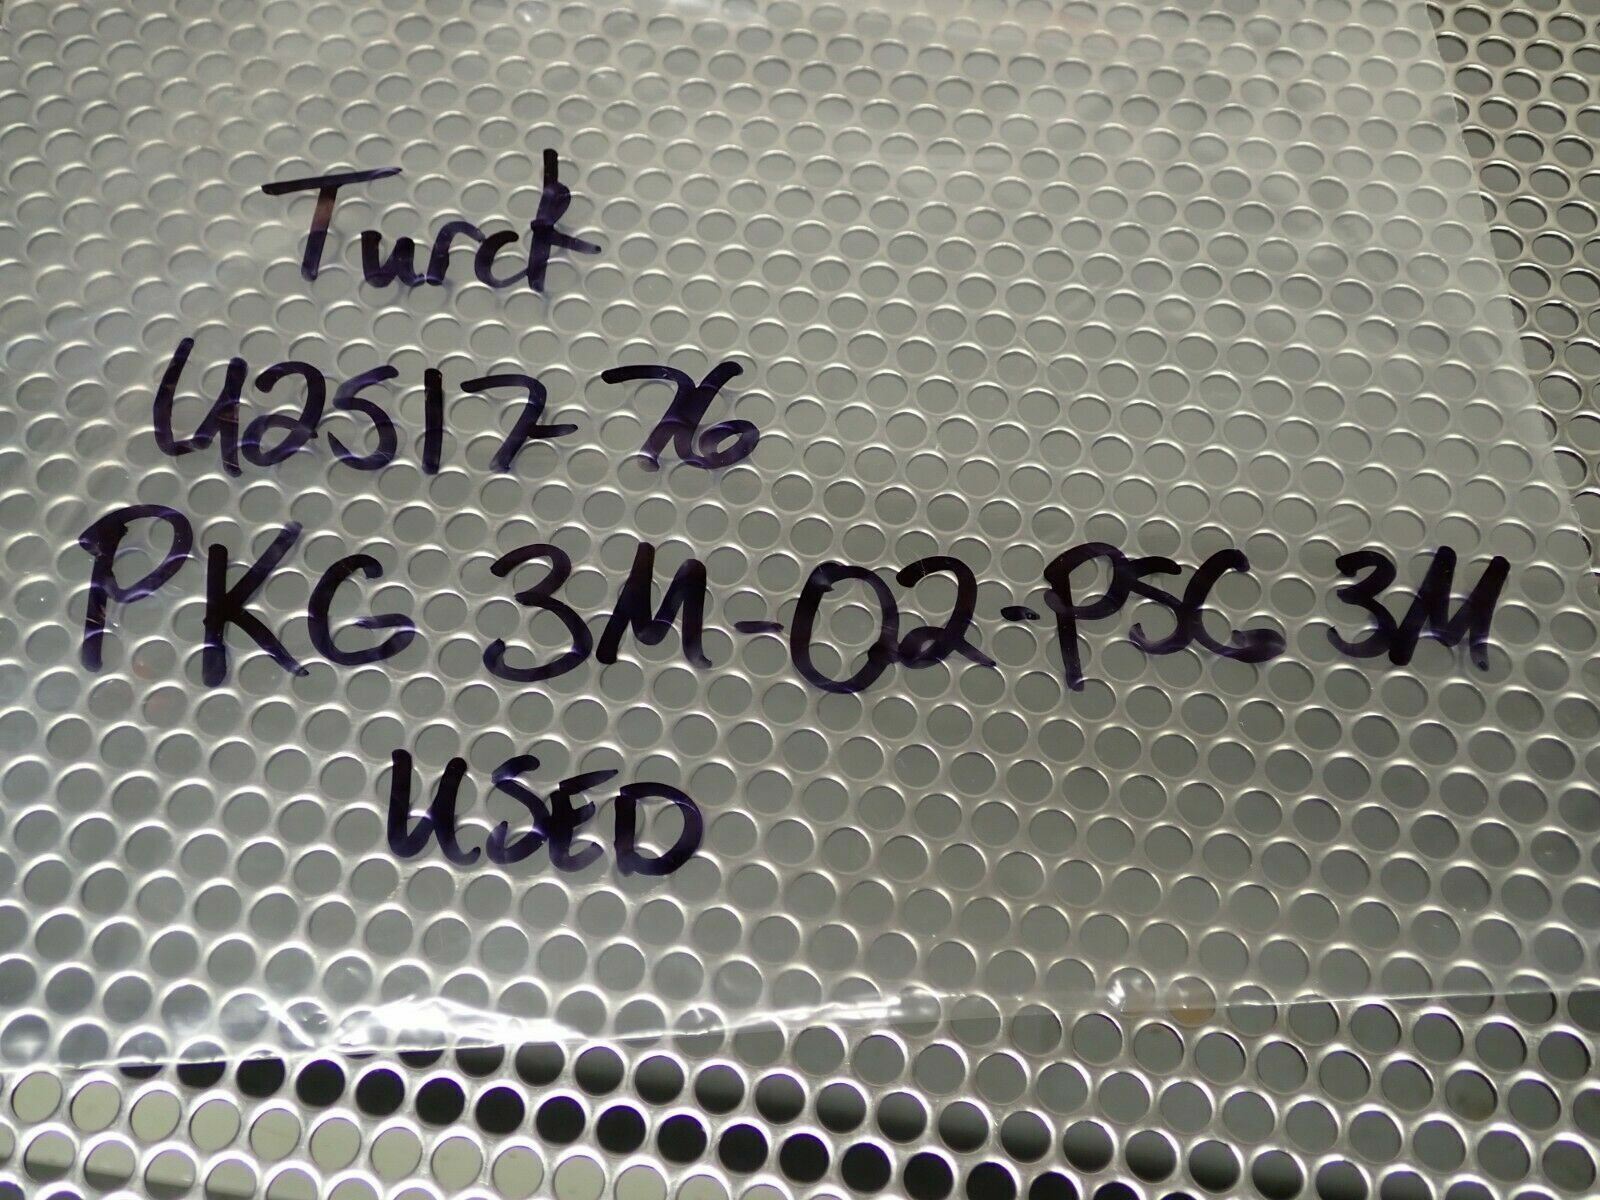 Turck
U2517-76
PKG 3M-02-PSG 3M
USED